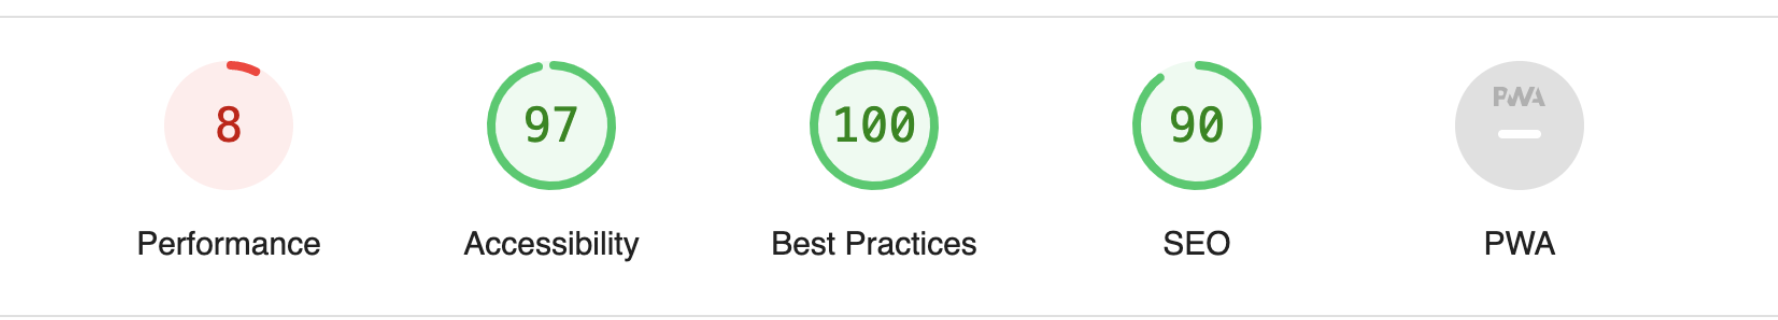 8
97
100
90
PWA
Performance
Accessibility
Best Practices
SEO
PWA